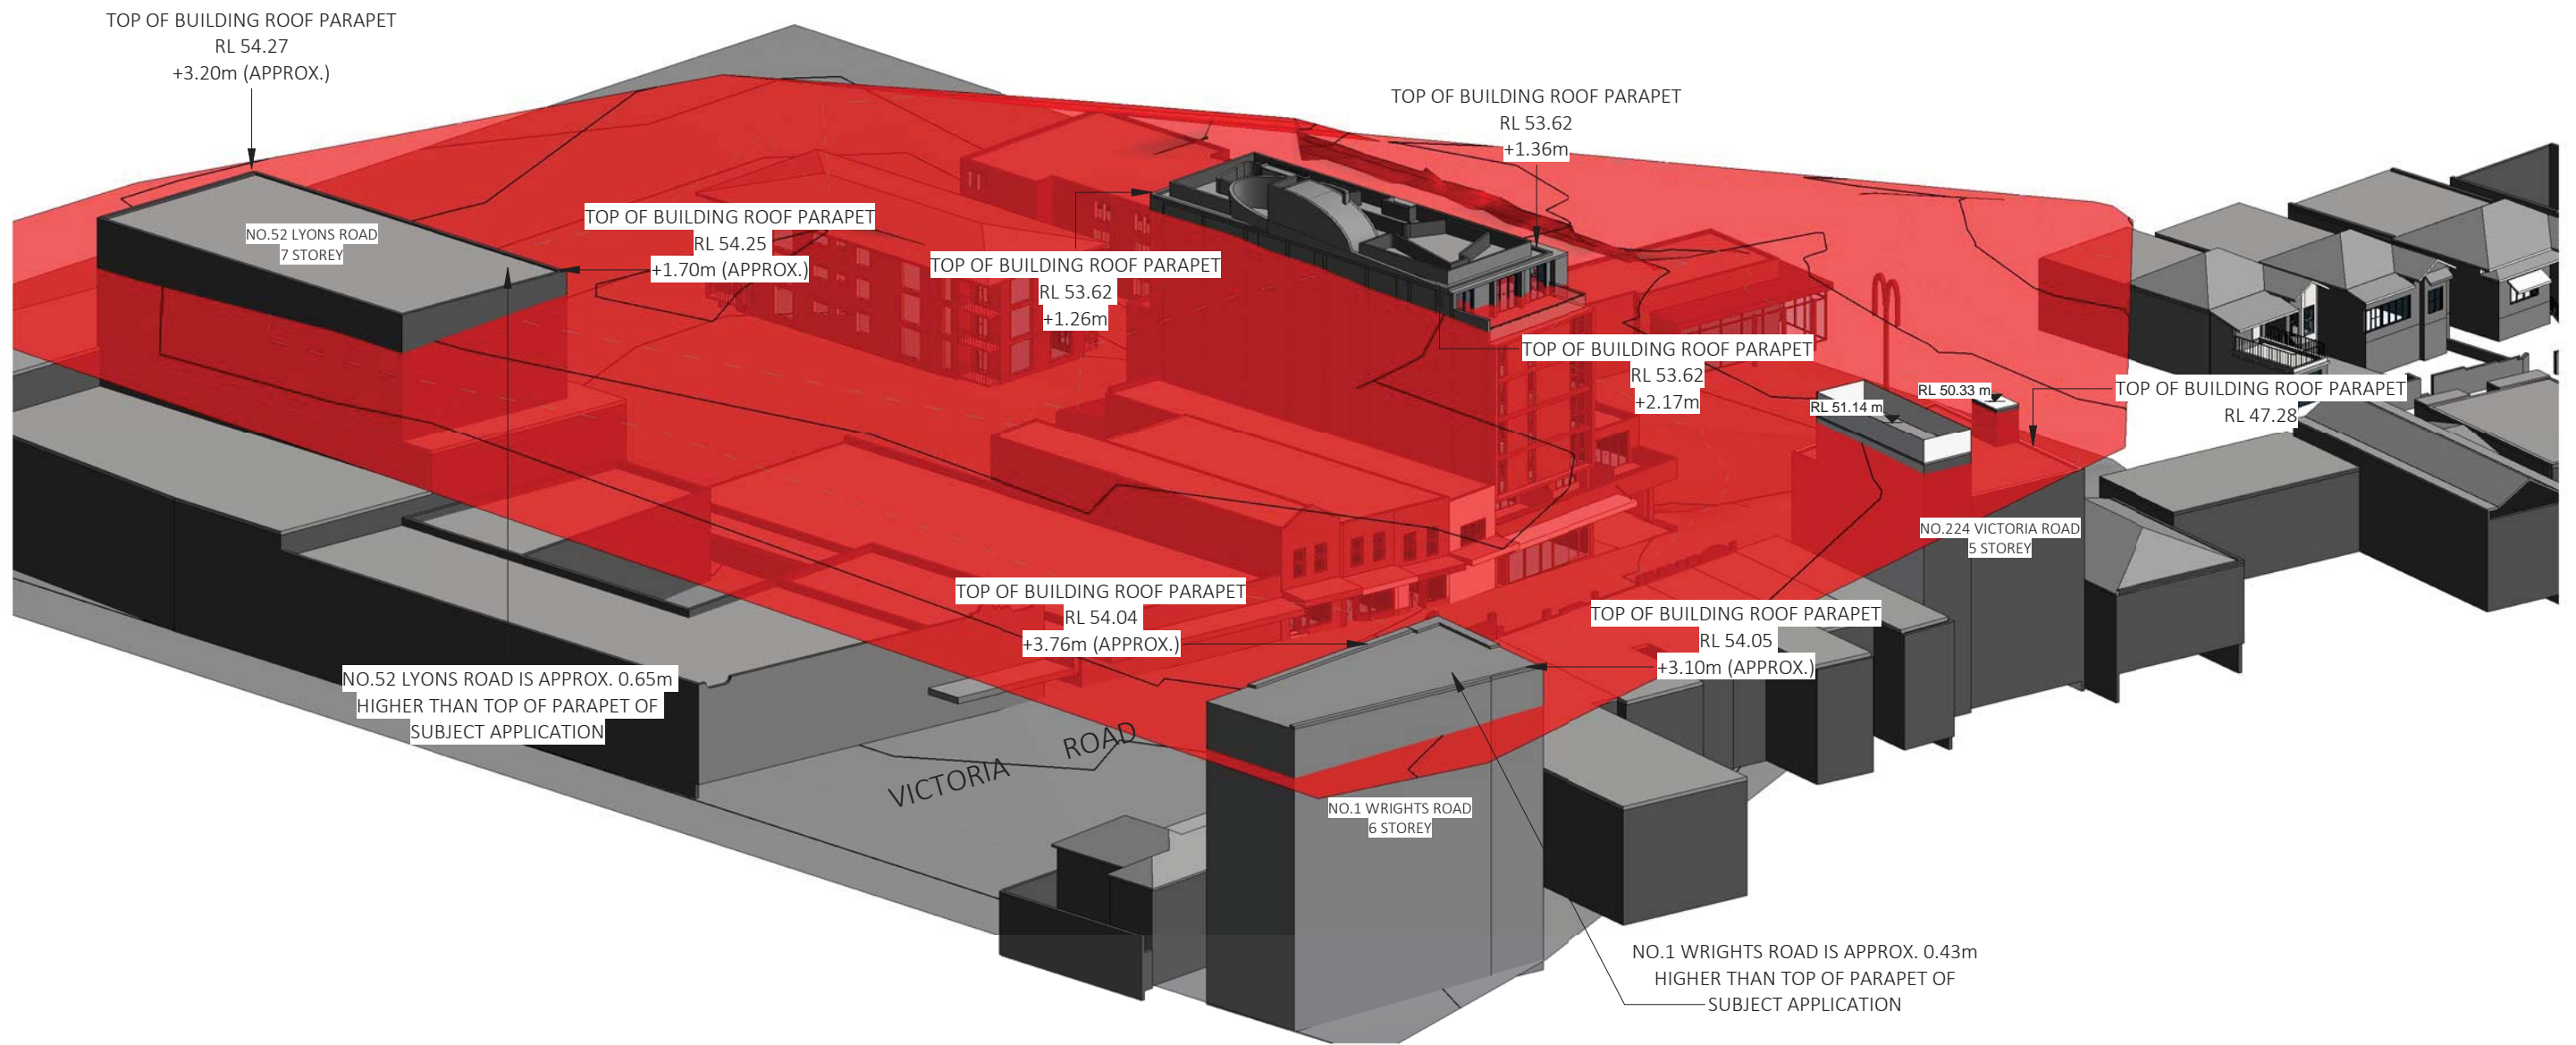 TOP OF BUILDING ROOF PARAPET
RL 54.27
+3.20m (APPROX.)
TOP OF BUILDING ROOF PARAPET
RL 53.62
+1.36m
NO.52 LYONS ROAD
7 STOREY
TOP OF BUILDING ROOF PARAPET
RL 54.25
+1.70m (APPROX.)
TOP OF BUILDING ROOF PARAPET
RL 53.62
+1.26m
TOP OF BUILDING ROOF PARAPET
RL 53.62
+2.17m
RL 51.14 m
RL 50.33 m
TOP OF BUILDING ROOF PARAPET
RL 47.28
NO.224 VICTORIA ROAD
5 STOREY
TOP OF BUILDING ROOF PARAPET
RL 54.04
+3.76m (APPROX.)
TOP OF BUILDING ROOF PARAPET
RL 54.05
+3.10m (APPROX.)
NO.52 LYONS ROAD IS APPROX. 0.65m
HIGHER THAN TOP OF PARAPET OF
SUBJECT APPLICATION
VICTORIA ROAD
NO.1 WRIGHTS ROAD
6 STOREY
NO.1 WRIGHTS ROAD IS APPROX. 0.43m
HIGHER THAN TOP OF PARAPET OF
SUBJECT APPLICATION